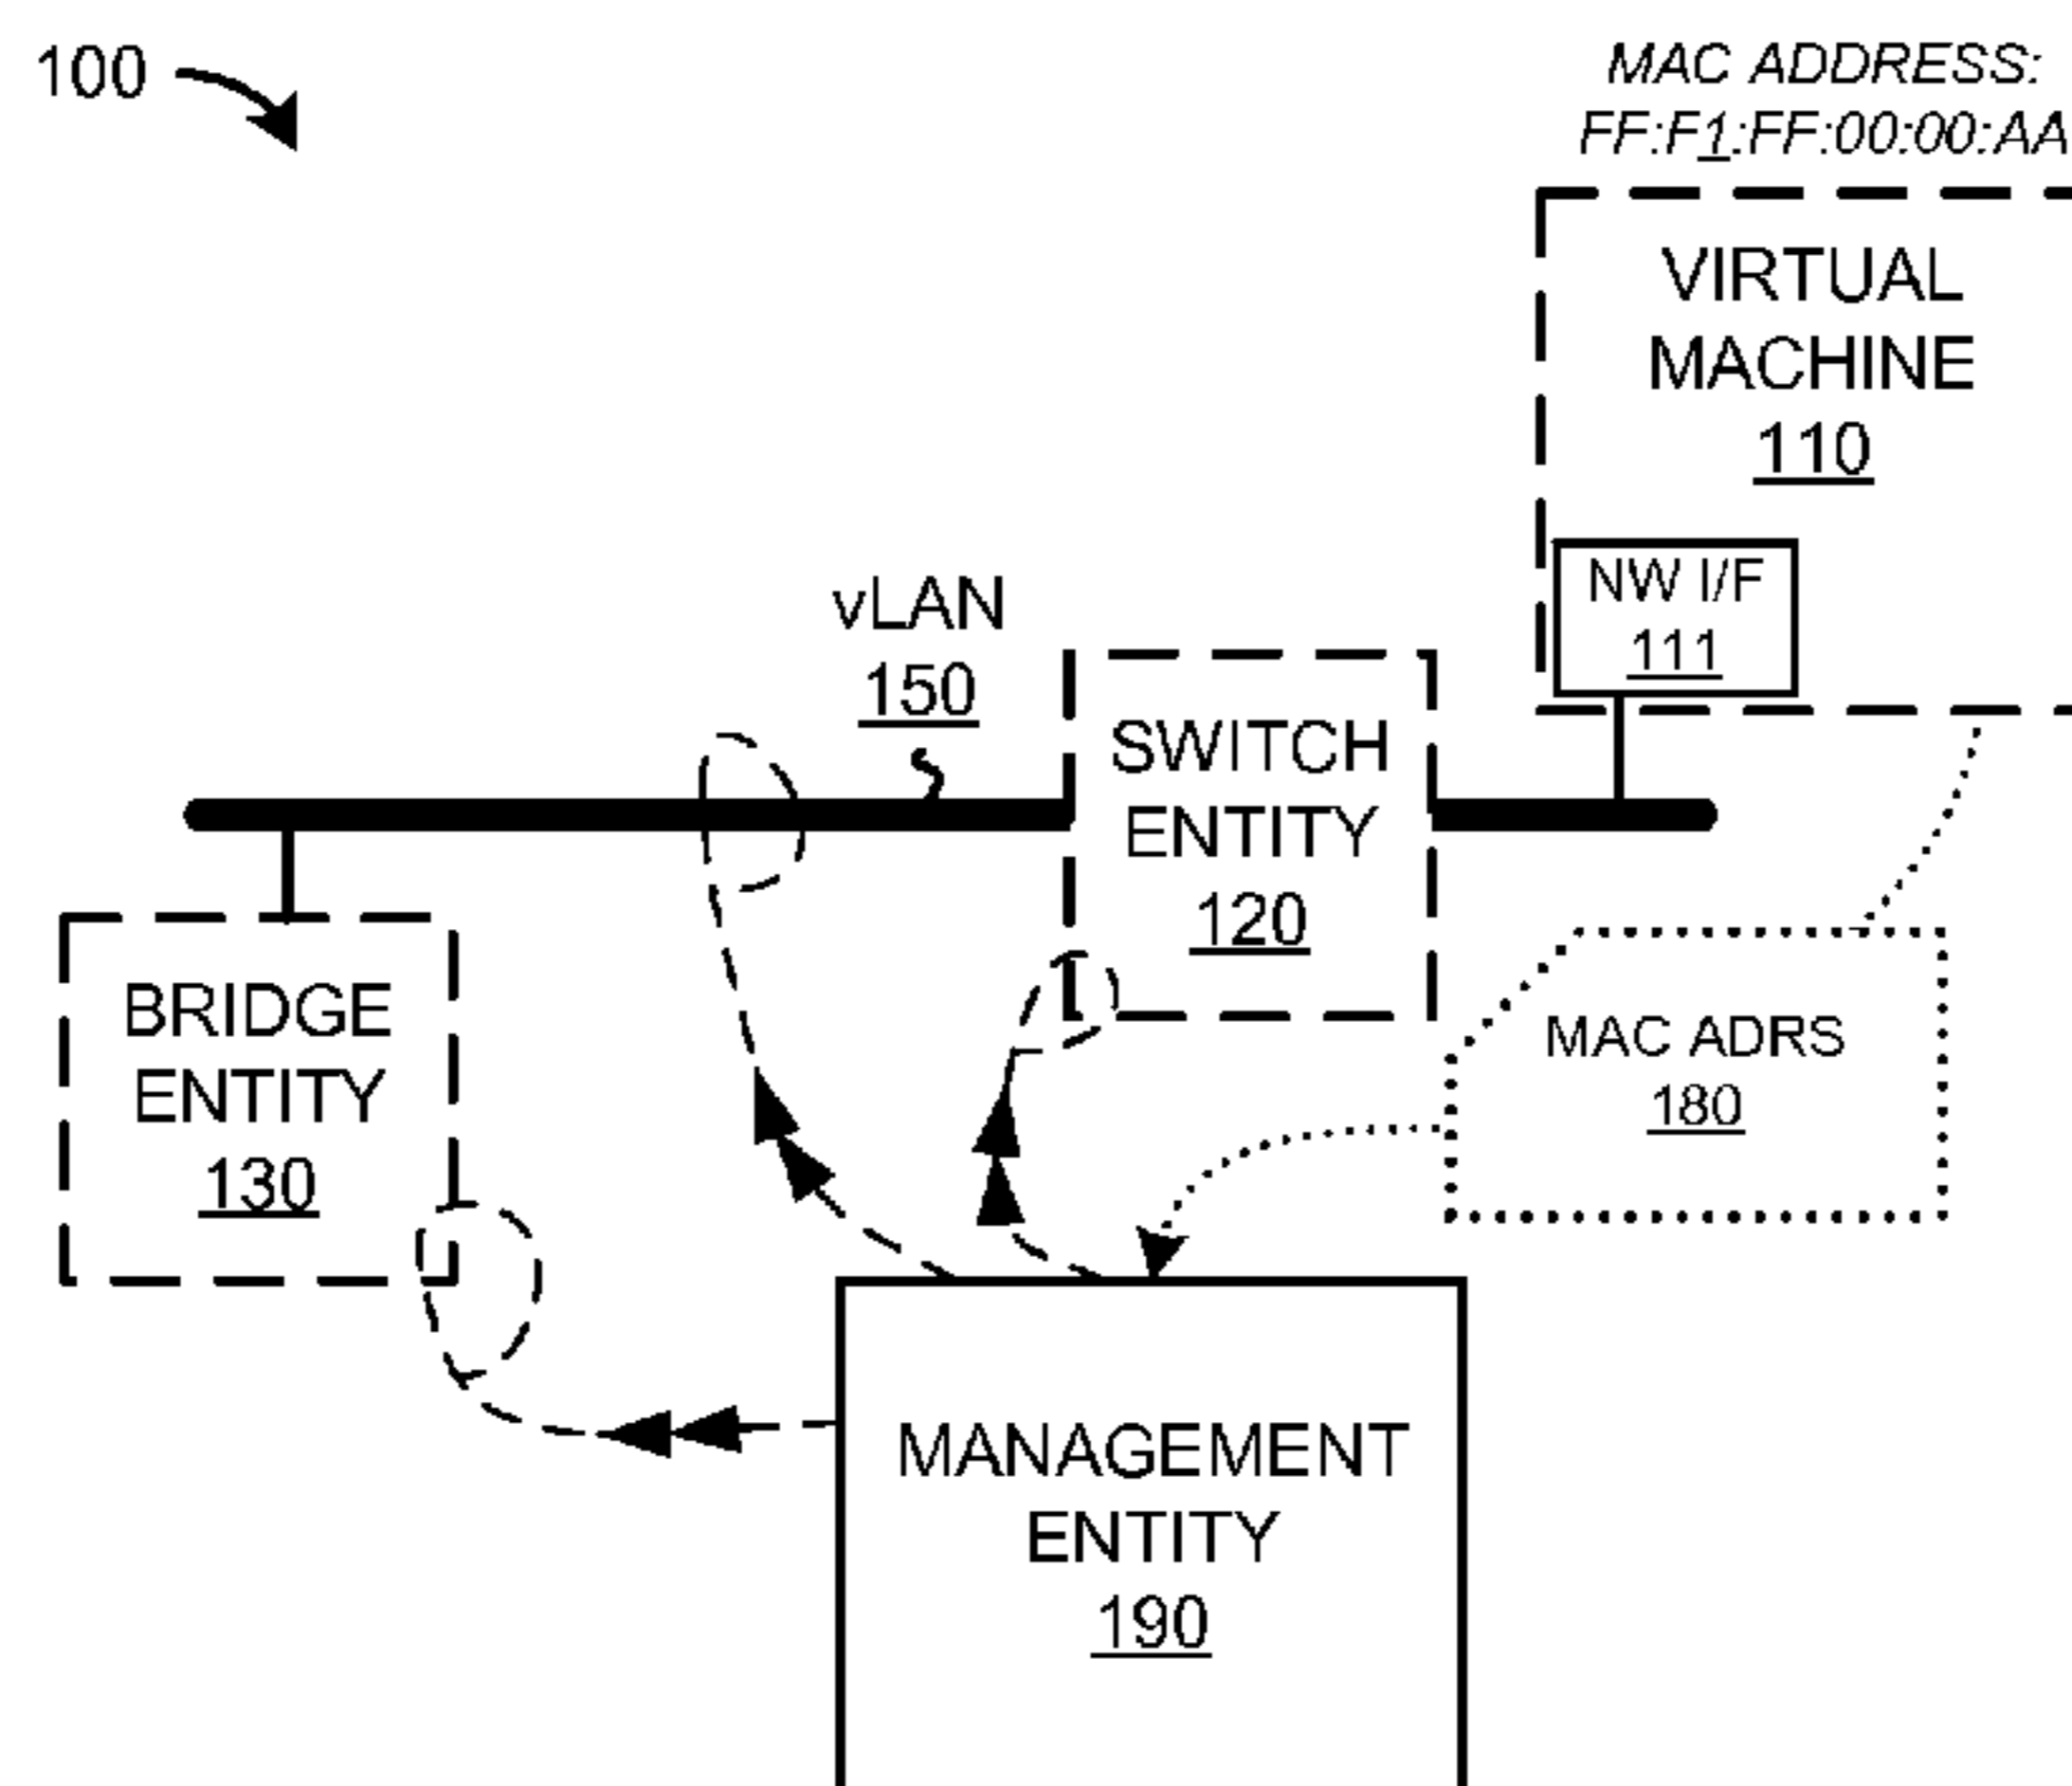 100
MAC ADDRESS:
FF:F1:FF:00:00:AA
VIRTUAL
MACHINE
110
NW I/F
111
vLAN
150
SWITCH
ENTITY
120
BRIDGE
ENTITY
130
MAC ADRS
180
MANAGEMENT
ENTITY
190